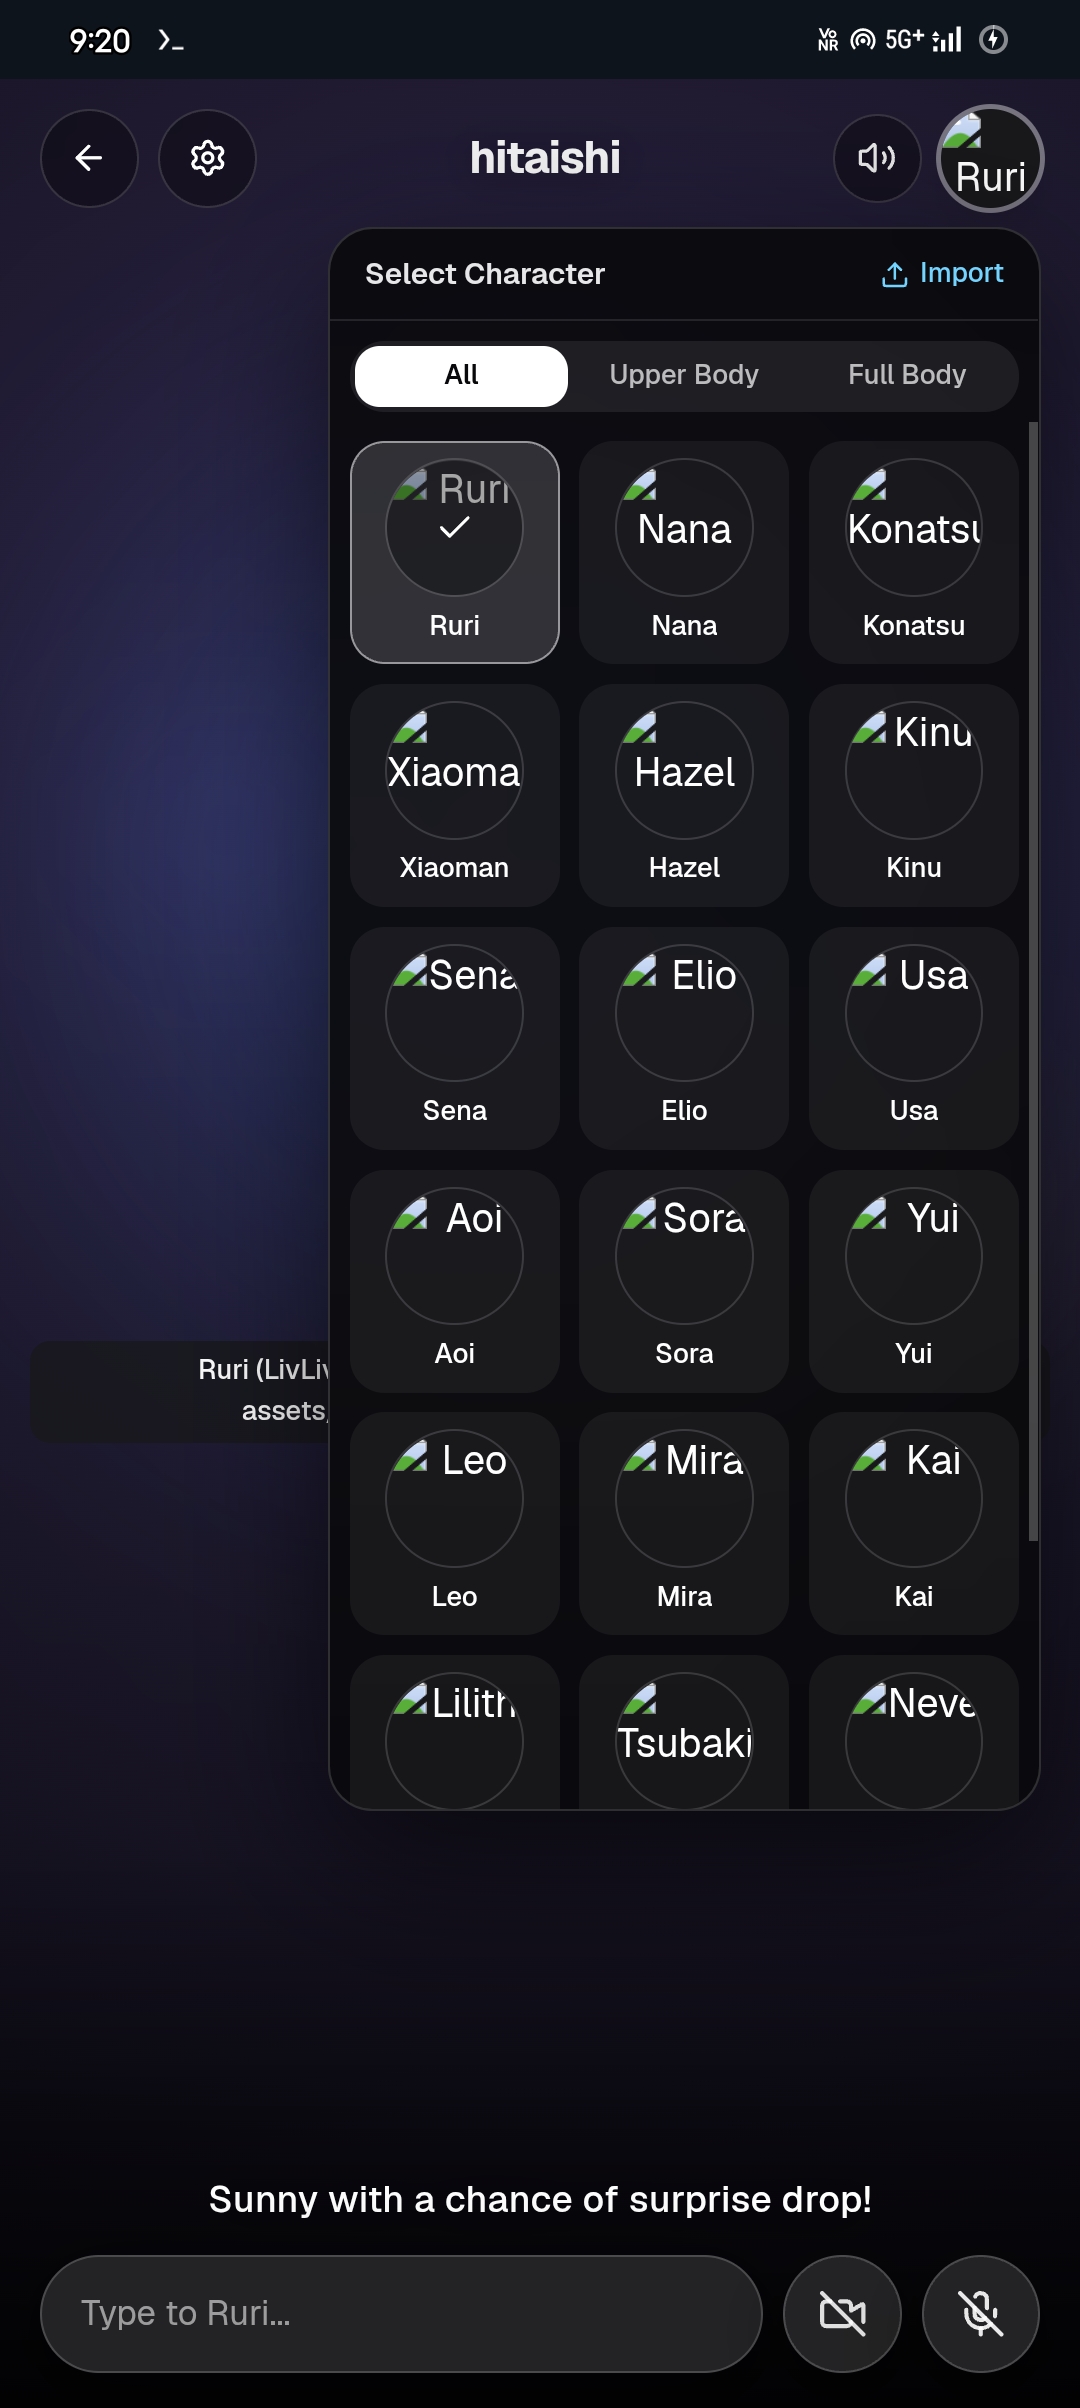 9:20
Vo
NR
5G+
hitaishi
Ruri
Select Character
Import
All
Upper Body
Full Body
Ruri
Nana
Konatsu
Ruri
Nana
Konatsu
Xiaoma
Hazel
Kinu
Xiaoman
Hazel
Kinu
Sena
Elio
Usa
Sena
Elio
Usa
Aoi
Sora
Yui
Aoi
Sora
Yui
Ruri (LivLiv
assets,
Leo
Mira
Kai
Leo
Mira
Kai
Lilith
Tsubaki
Neve
Sunny with a chance of surprise drop!
Type to Ruri...